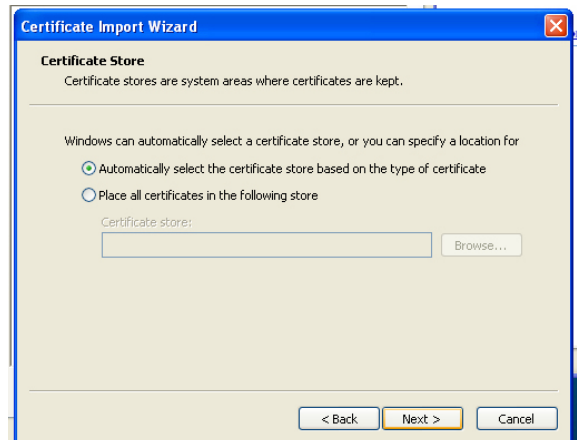 Certificate Import Wizard
Certificate Store
Certificate stores are system areas where certificates are kept.
Windows can automatically select a certificate store, or you can specify a location for
Automatically select the certificate store based on the type of certificate
Place all certificates in the following store
Certificate store:
Browse...
< Back
Next >
Cancel